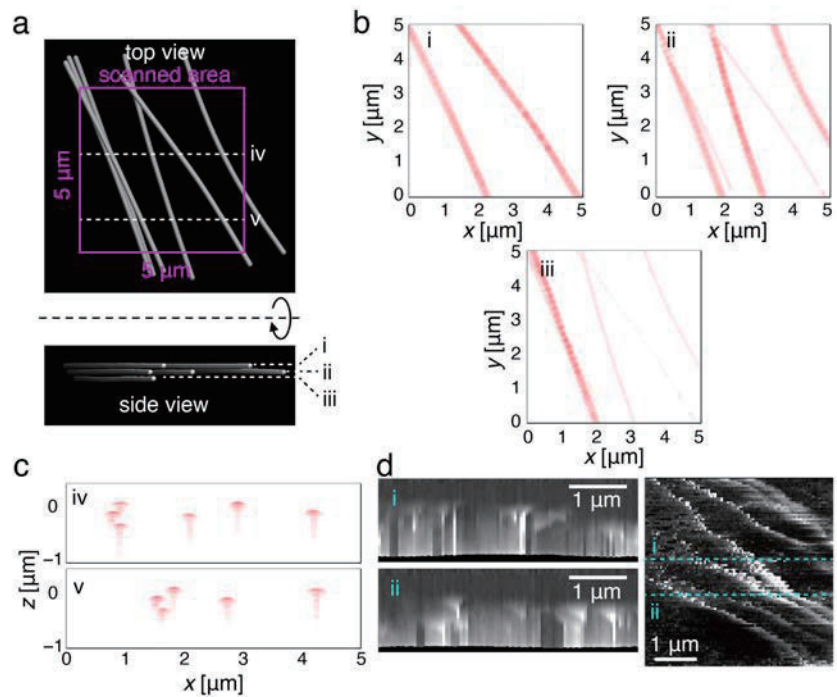 a
top view
scanned area
5 μm
iv
v
5 μm
i
ii
iii
side view
b
i
y [μm]
5
4
3
2
1
0
0 1 2 3 4 5
x [μm]
ii
y [μm]
5
4
3
2
1
0
0 1 2 3 4 5
x [μm]
iii
y [μm]
5
4
3
2
1
0
0 1 2 3 4 5
x [μm]
c
iv
0
−1
v
0
−1
z [μm]
0 1 2 3 4 5
x [μm]
d
i
1 μm
ii
1 μm
i
ii
1 μm